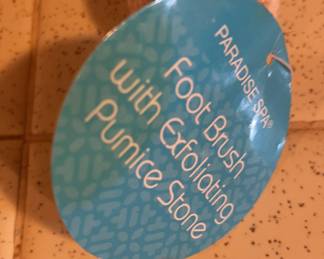 PARADISE SPA®
Foot Brush
with Exfoliating
Pumice Stone